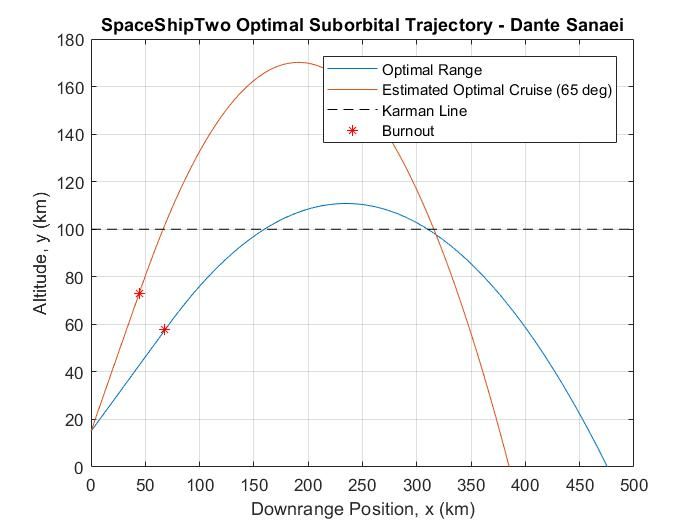 SpaceShipTwo Optimal Suborbital Trajectory - Dante Sanaei
180
160
140
120
100
80
60
40
20
0
Altitude, y (km)
Optimal Range
Estimated Optimal Cruise (65 deg)
Karman Line
Burnout
0 50 100 150 200 250 300 350 400 450 500
Downrange Position, x (km)